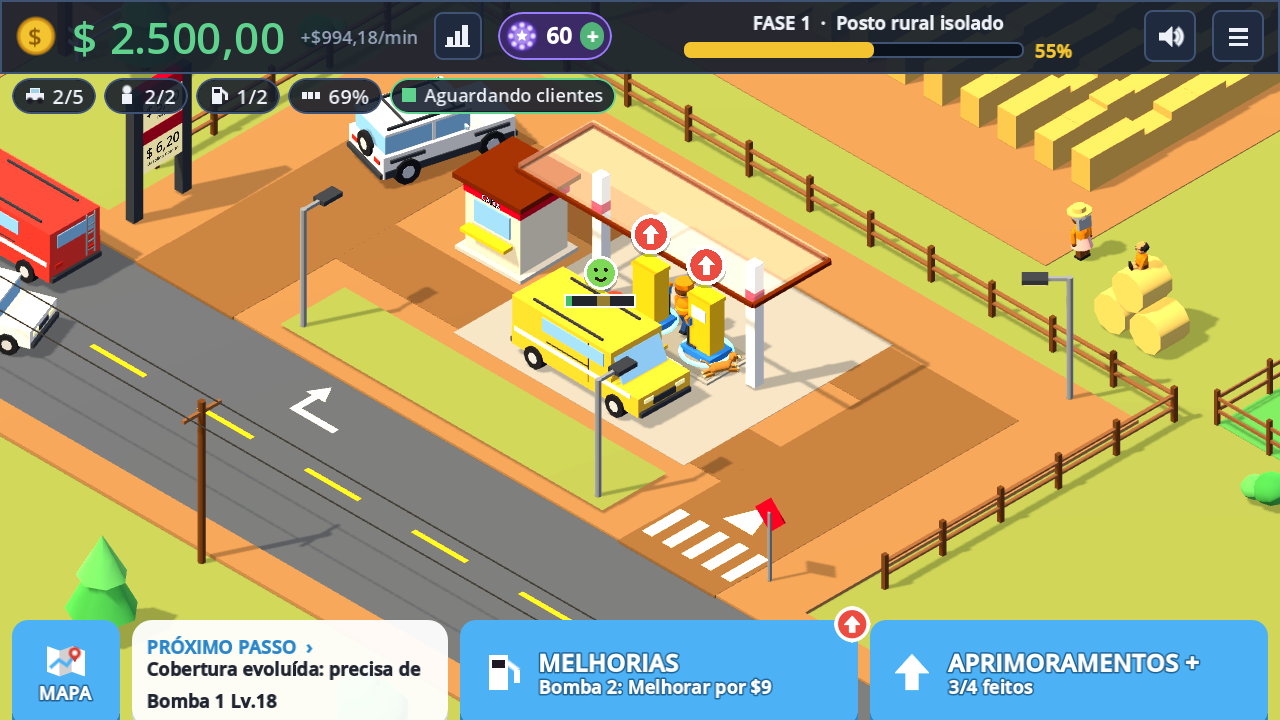 $ 2.500,00
+$994,18/min
60
FASE 1 · Posto rural isolado
55%
2/5
2/2
1/2
69%
Aguardando clientes
$ 6,20
MAPA
PRÓXIMO PASSO ›
Cobertura evoluída: precisa de
Bomba 1 Lv.18
MELHORIAS
Bomba 2: Melhorar por $9
APRIMORAMENTOS +
3/4 feitos